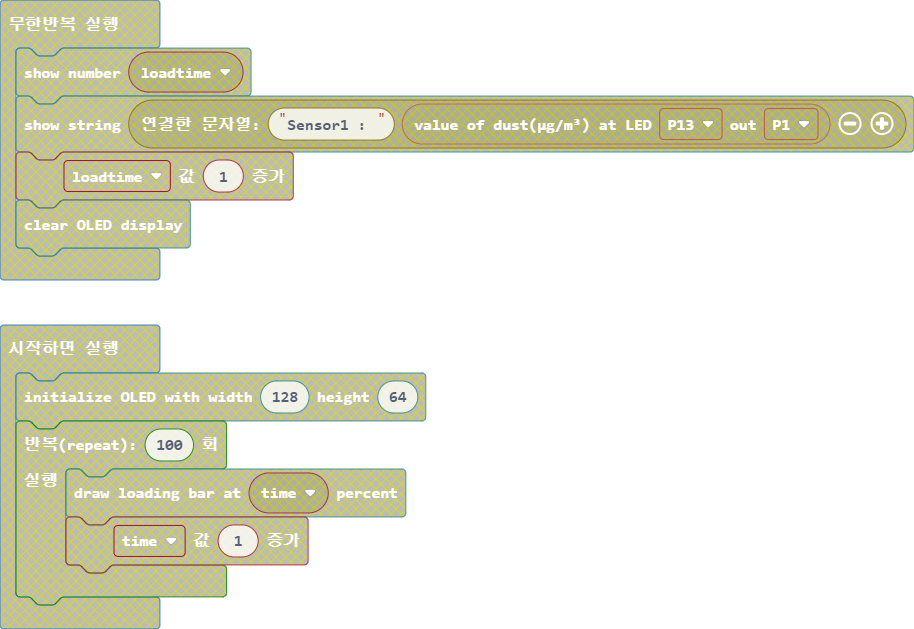 무한반복 실행
show number loadtime
show string 연결한 문자열: "Sensor1 : " value of dust(μg/m³) at LED P13 out P1
loadtime 값 1 증가
clear OLED display
시작하면 실행
initialize OLED with width 128 height 64
반복(repeat): 100 회
실행
draw loading bar at time percent
time 값 1 증가